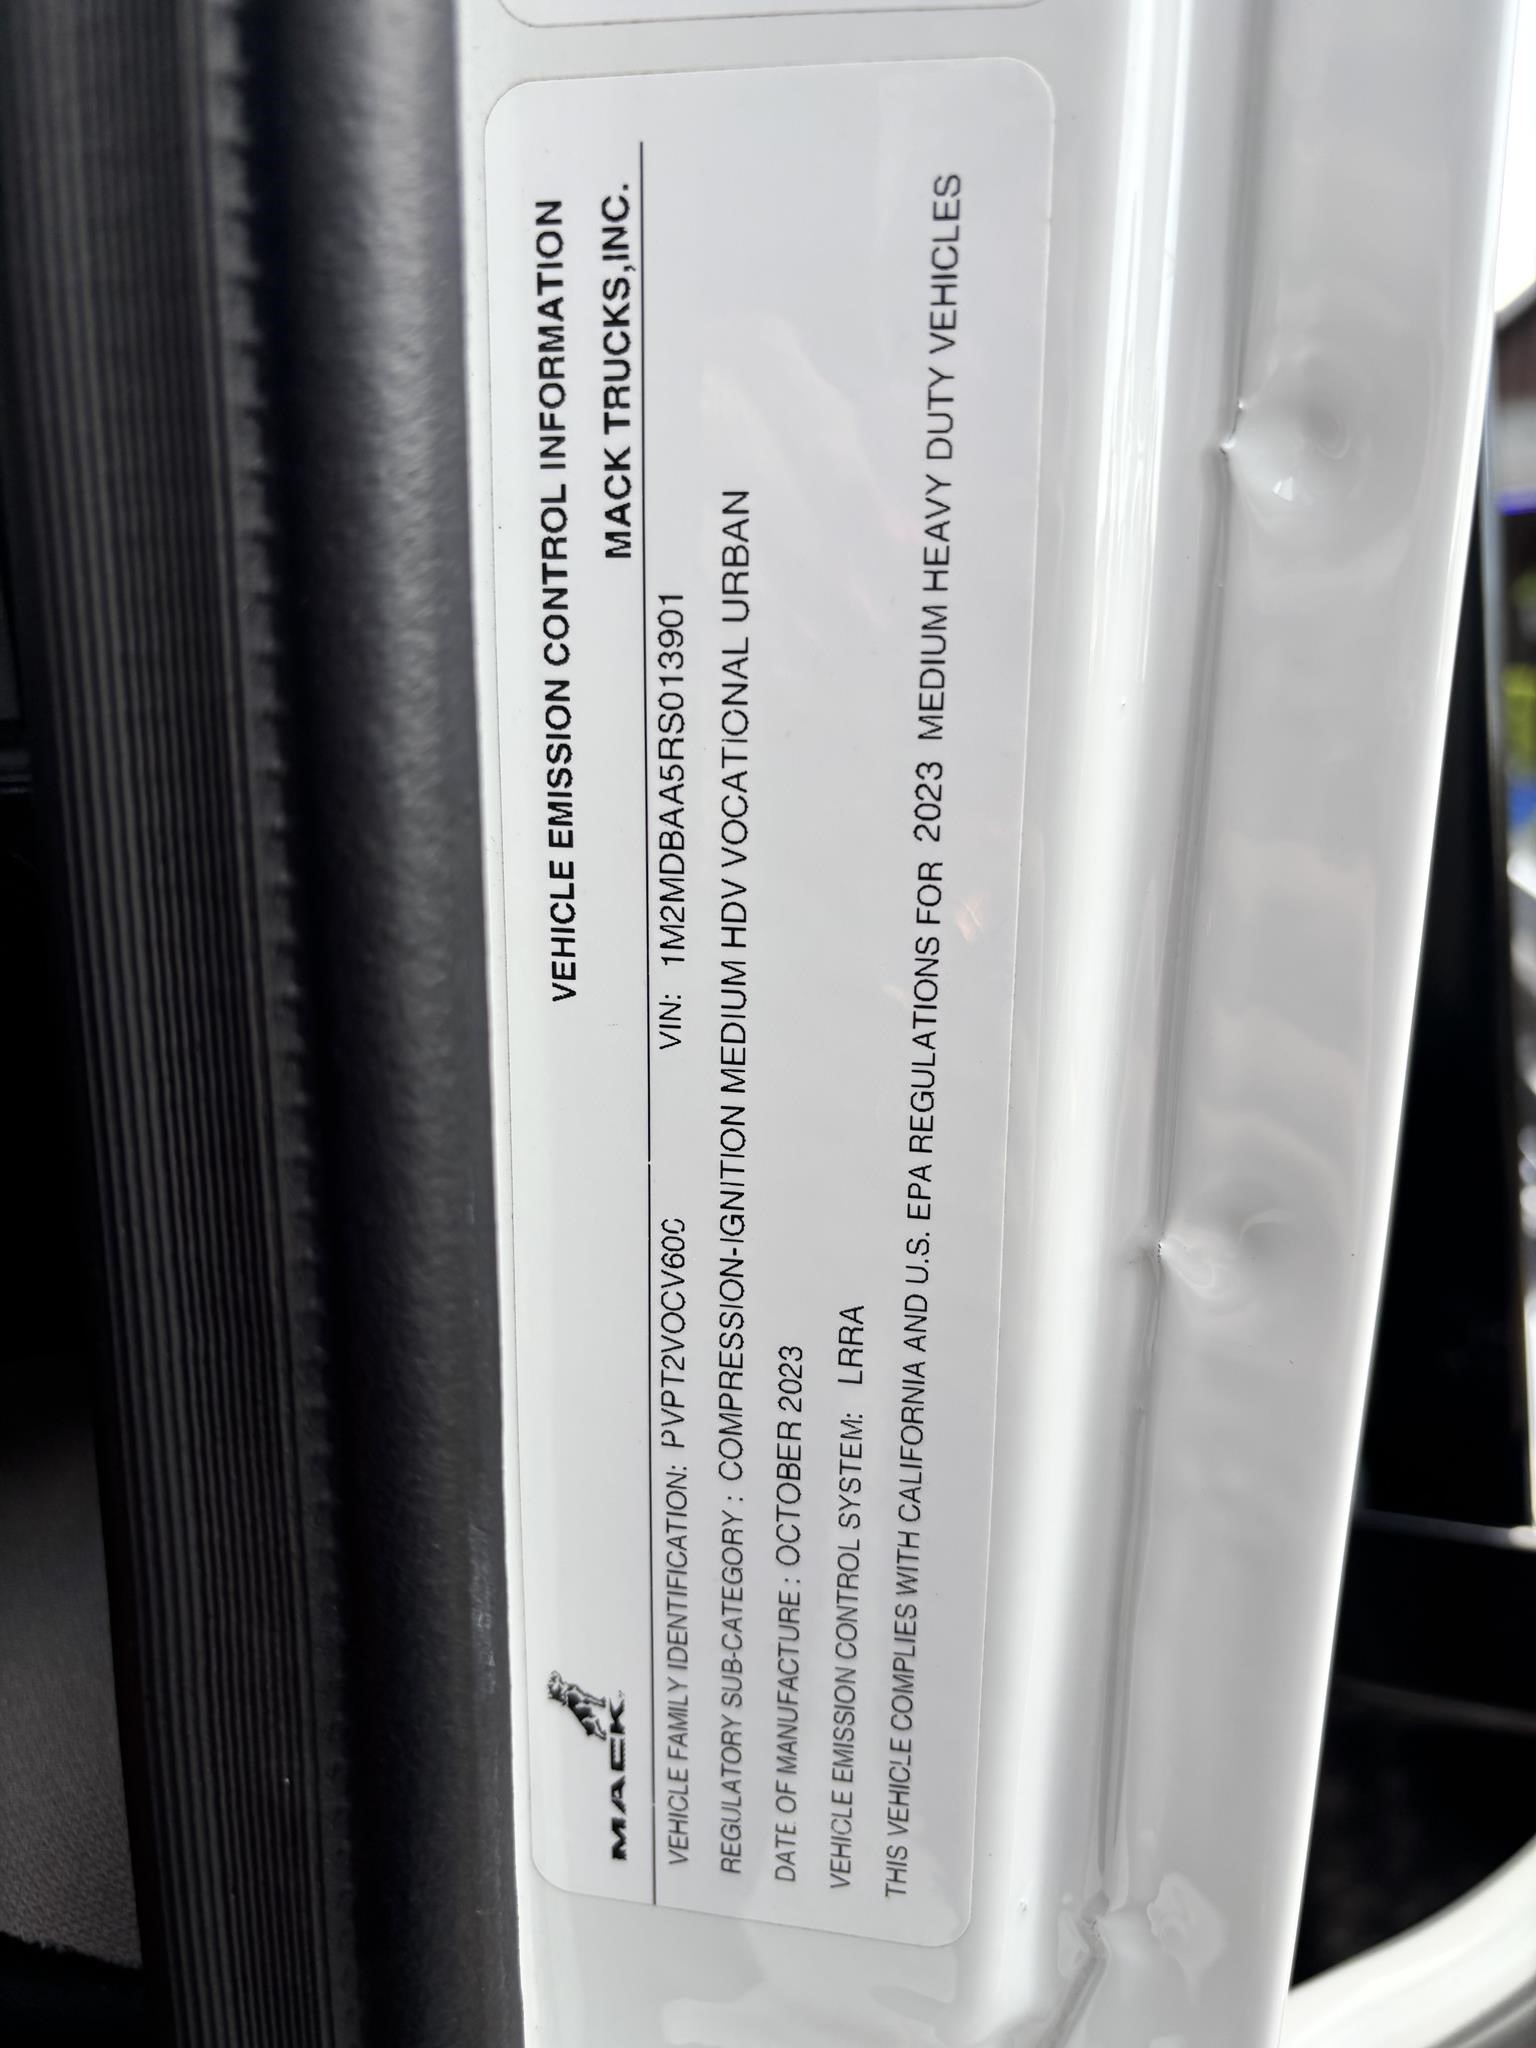 VEHICLE EMISSION CONTROL INFORMATION
MACK MACK TRUCKS,INC.
VEHICLE FAMILY IDENTIFICATION: PVPT2VOCV600 VIN: 1M2MDBAA5RS013901
REGULATORY SUB-CATEGORY : COMPRESSION-IGNITION MEDIUM HDV VOCATIONAL URBAN
DATE OF MANUFACTURE : OCTOBER 2023
VEHICLE EMISSION CONTROL SYSTEM: LRRA
THIS VEHICLE COMPLIES WITH CALIFORNIA AND U.S. EPA REGULATIONS FOR 2023 MEDIUM HEAVY DUTY VEHICLES